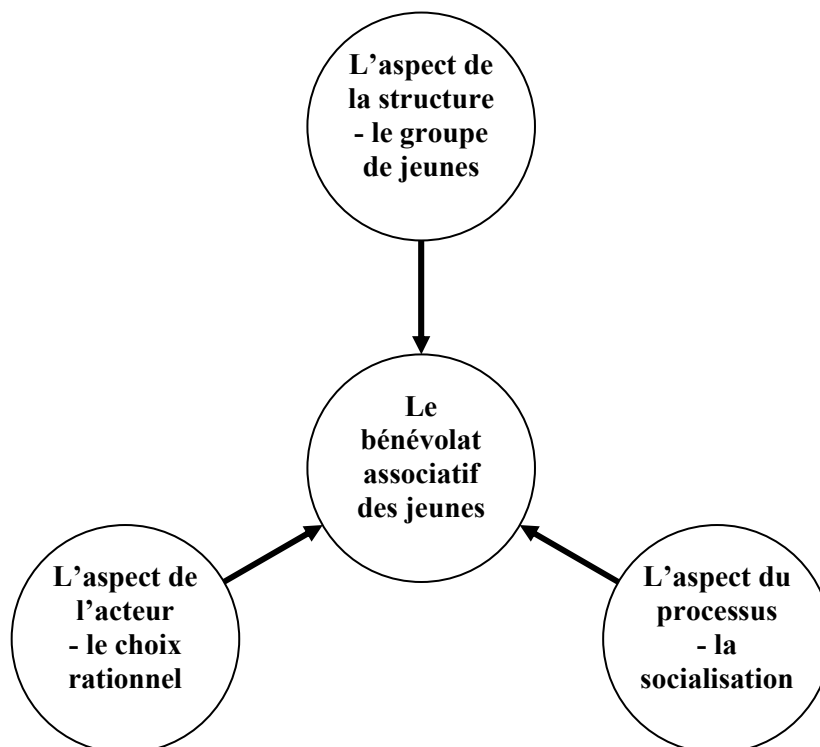 L’aspect de
la structure
- le groupe
de jeunes
Le
bénévolat
associatif
des jeunes
L’aspect de
l’acteur
- le choix
rationnel
L’aspect du
processus
- la
socialisation